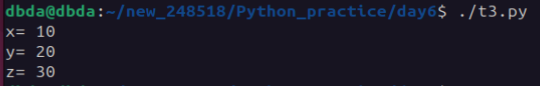 dbda@dbda:~/new_248518/Python_practice/day6$ ./t3.py
x= 10
y= 20
z= 30